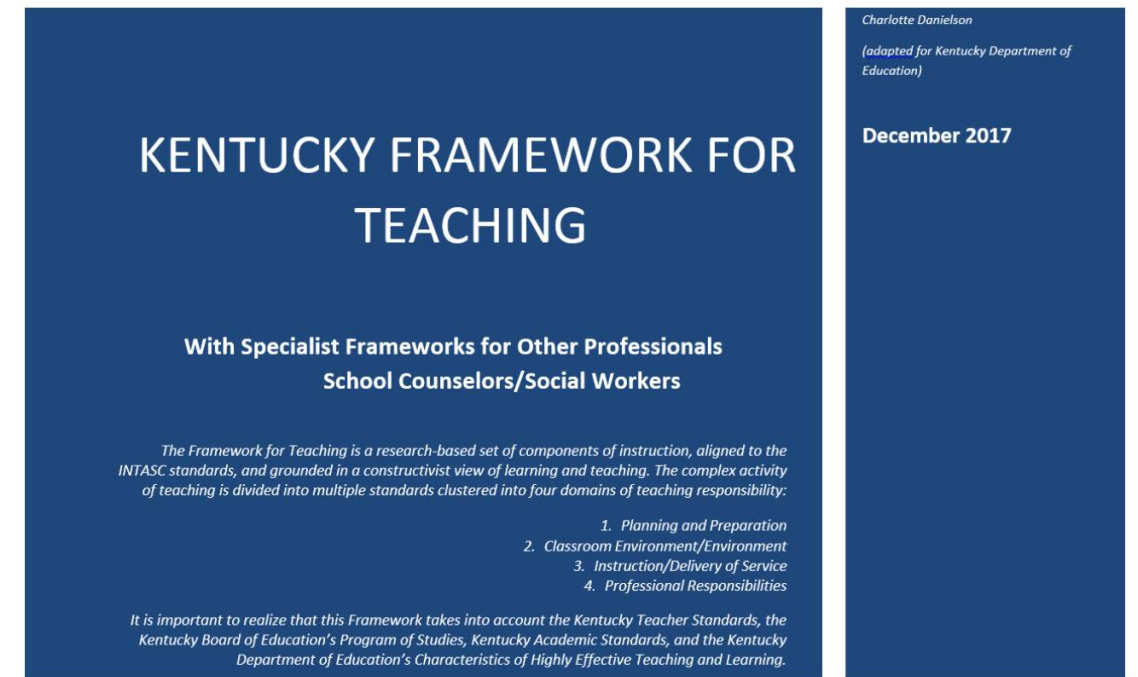 KENTUCKY FRAMEWORK FOR
TEACHING
With Specialist Frameworks for Other Professionals
School Counselors/Social Workers
The Framework for Teaching is a research-based set of components of instruction, aligned to the
INTASC standards, and grounded in a constructivist view of learning and teaching. The complex activity
of teaching is divided into multiple standards clustered into four domains of teaching responsibility:
1. Planning and Preparation
2. Classroom Environment/Environment
3. Instruction/Delivery of Service
4. Professional Responsibilities
It is important to realize that this Framework takes into account the Kentucky Teacher Standards, the
Kentucky Board of Education’s Program of Studies, Kentucky Academic Standards, and the Kentucky
Department of Education’s Characteristics of Highly Effective Teaching and Learning.
Charlotte Danielson
(adapted for Kentucky Department of
Education)
December 2017